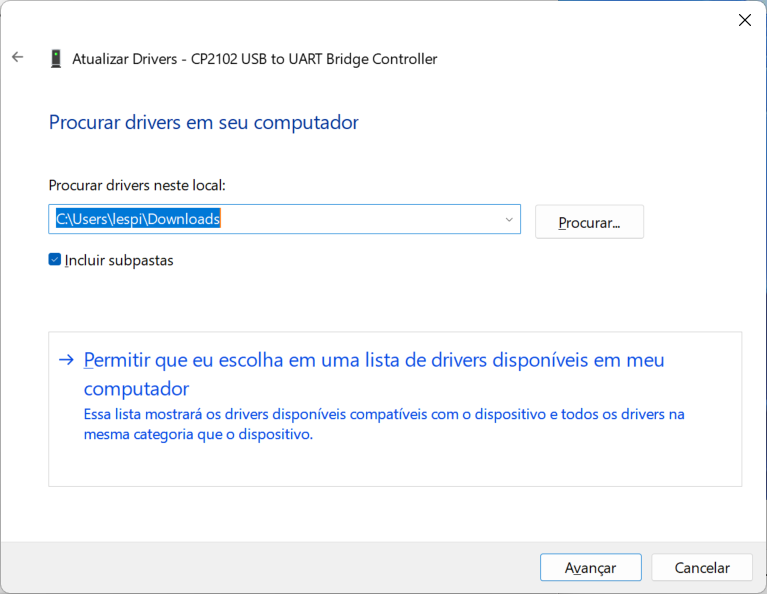 Atualizar Drivers - CP2102 USB to UART Bridge Controller
Procurar drivers em seu computador
Procurar drivers neste local:
C:\Users\lespi\Downloads
Procurar...
Incluir subpastas
Permitir que eu escolha em uma lista de drivers disponíveis em meu
computador
Essa lista mostrará os drivers disponíveis compatíveis com o dispositivo e todos os drivers na
mesma categoria que o dispositivo.
Avançar
Cancelar